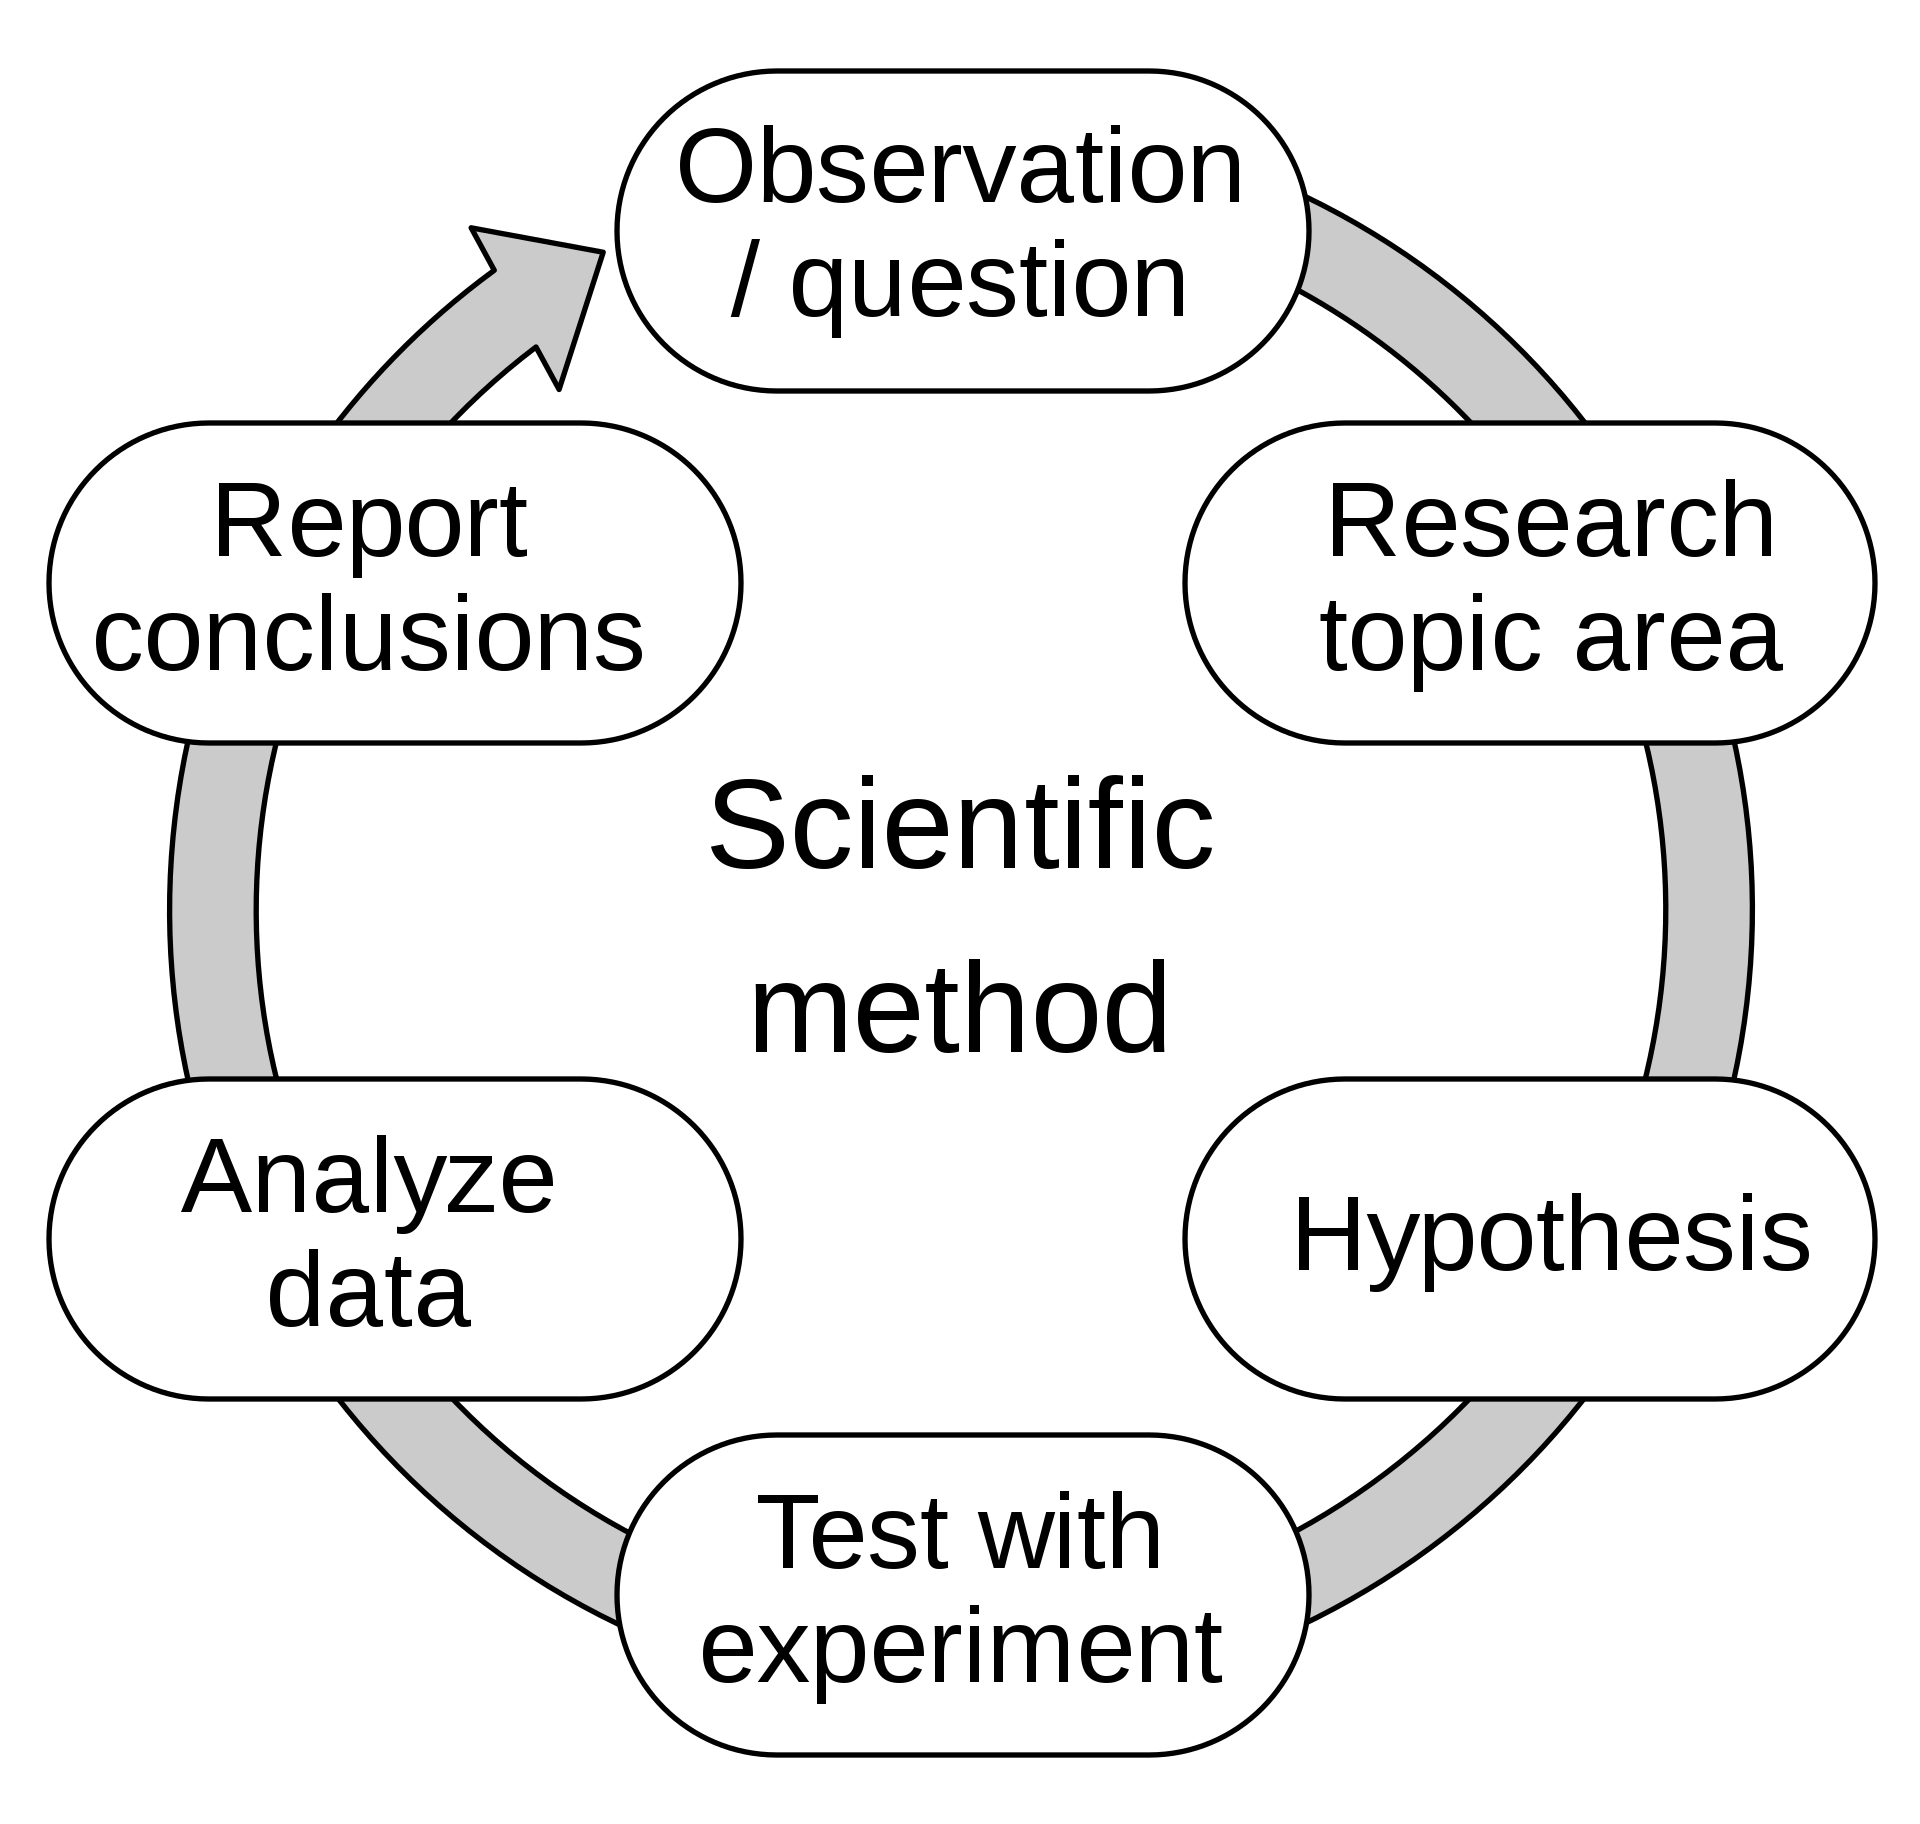 Observation
/ question
Research
topic area
Hypothesis
Test with
experiment
Analyze
data
Report
conclusions
Scientific
method